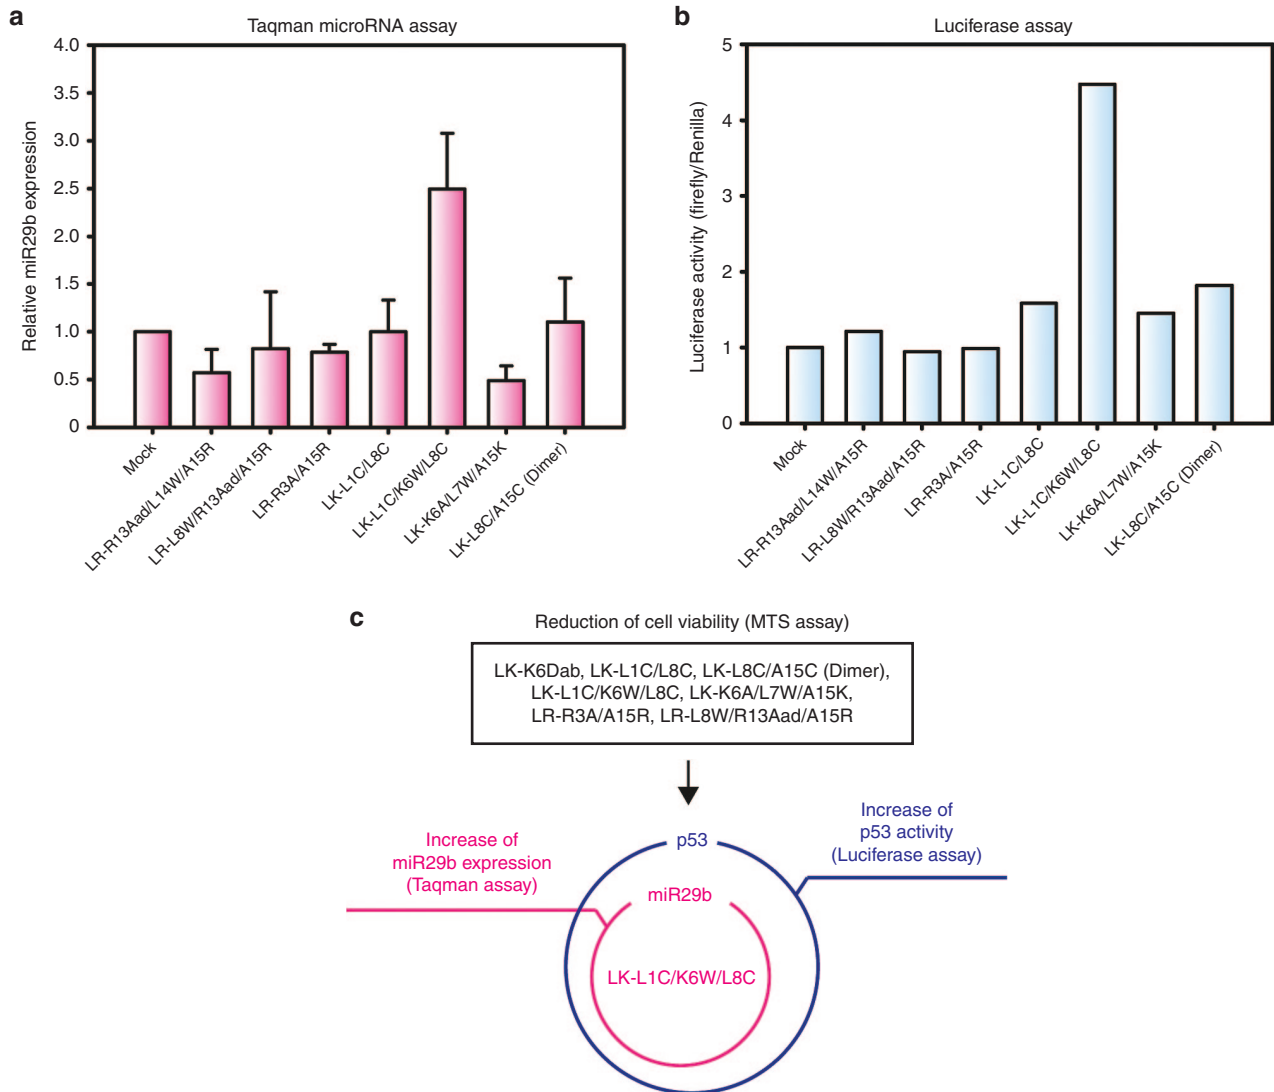 a
Taqman microRNA assay
Relative miR29b expression
4.0
3.5
3.0
2.5
2.0
1.5
1.0
0.5
0
Mock
LR-R13Aad/L14W/A15R
LR-L8W/R13Aad/A15R
LR-R3A/A15R
LK-L1C/L8C
LK-L1C/K6W/L8C
LK-K6A/L7W/A15K
LK-L8C/A15C (Dimer)
b
Luciferase assay
Luciferase activity (firefly/Renilla)
5
4
3
2
1
0
Mock
LR-R13Aad/L14W/A15R
LR-L8W/R13Aad/A15R
LR-R3A/A15R
LK-L1C/L8C
LK-L1C/K6W/L8C
LK-K6A/L7W/A15K
LK-L8C/A15C (Dimer)
c
Reduction of cell viability (MTS assay)
LK-K6Dab, LK-L1C/L8C, LK-L8C/A15C (Dimer),
LK-L1C/K6W/L8C, LK-K6A/L7W/A15K,
LR-R3A/A15R, LR-L8W/R13Aad/A15R
Increase of
miR29b expression
(Taqman assay)
p53
miR29b
LK-L1C/K6W/L8C
Increase of
p53 activity
(Luciferase assay)